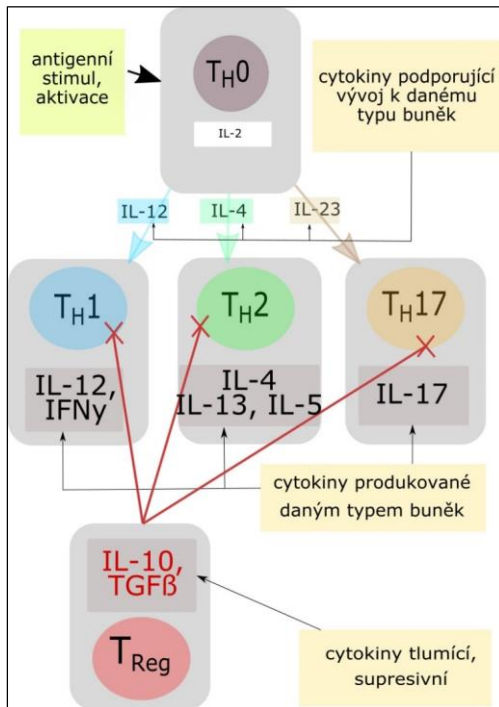 antigenní
stimul,
aktivace
TH0
IL-2
cytokiny podporující
vývoj k danému
typu buněk
IL-12
IL-4
IL-23
TH1
TH2
TH17
IL-12,
IFNy
IL-4
IL-13, IL-5
IL-17
cytokiny produkované
daným typem buněk
IL-10,
TGFß
TReg
cytokiny tlumící,
supresivní